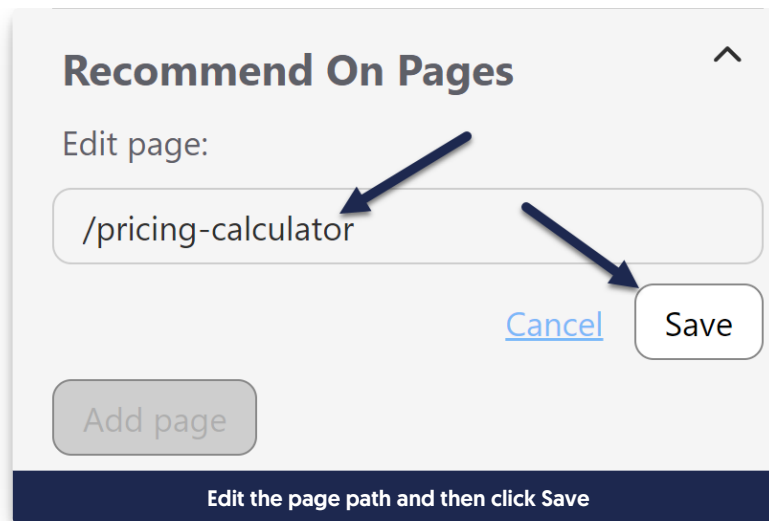 Recommend On Pages
Edit page:
/pricing-calculator
Cancel
Save
Add page
Edit the page path and then click Save